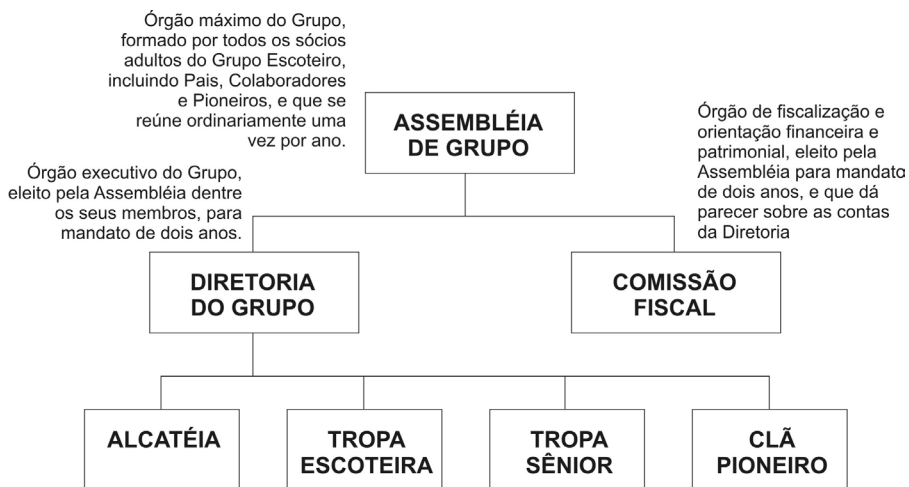 Órgão máximo do Grupo,
formado por todos os sócios
adultos do Grupo Escoteiro,
incluindo Pais, Colaboradores
e Pioneiros, e que se
reúne ordinariamente uma
vez por ano.
ASSEMBLÉIA
DE GRUPO
Órgão de fiscalização e
orientação financeira e
patrimonial, eleito pela
Assembléia para mandato
de dois anos, e que dá
parecer sobre as contas
da Diretoria
Órgão executivo do Grupo,
eleito pela Assembléia dentre
os seus membros, para
mandato de dois anos.
DIRETORIA
DO GRUPO
COMISSÃO
FISCAL
ALCATÉIA
TROPA
ESCOTEIRA
TROPA
SÊNIOR
CLÃ
PIONEIRO